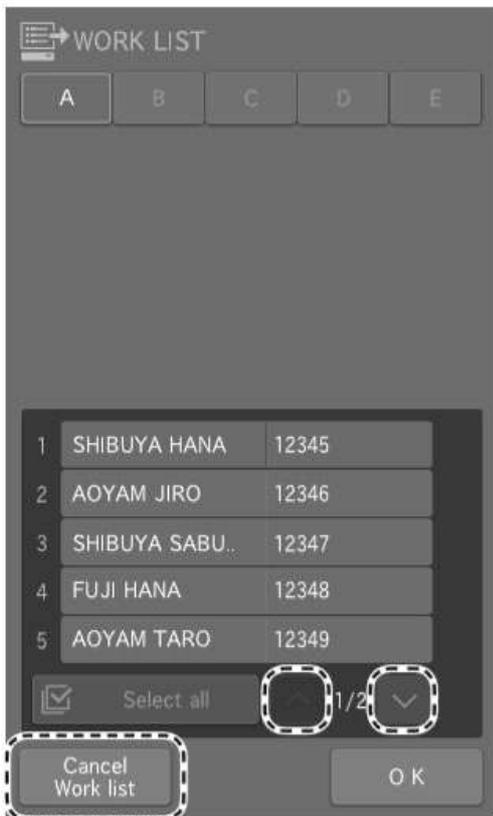 WORK LIST
A B C D E
1 SHIBUYA HANA 12345
2 AOYAM JIRO 12346
3 SHIBUYA SABU.. 12347
4 FUJI HANA 12348
5 AOYAM TARO 12349
Select all 1/2
Cancel
Work list
OK